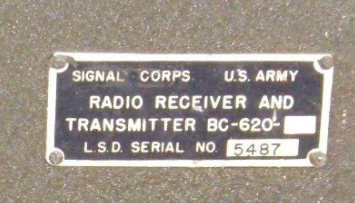 SIGNAL CORPS U.S. ARMY
RADIO RECEIVER AND
TRANSMITTER BC-620-
L.S.D. SERIAL NO. 5487